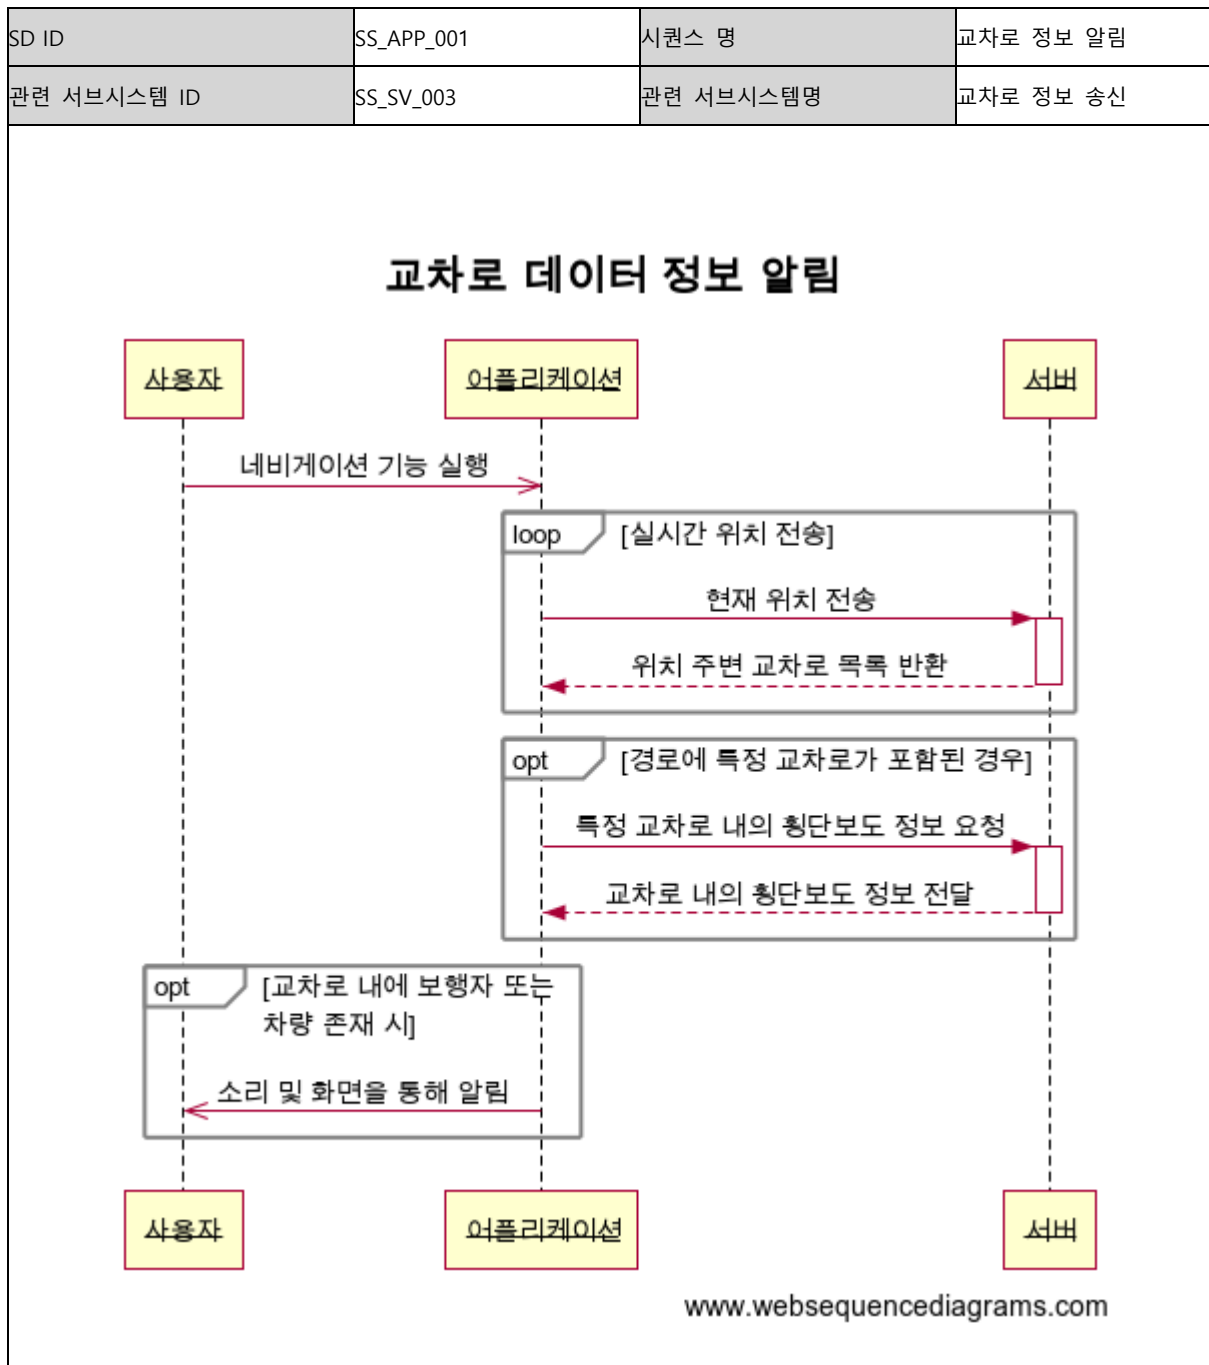 SD ID SS_APP_001 시퀀스 명 교차로 정보 알림
관련 서브시스템 ID SS_SV_003 관련 서브시스템명 교차로 정보 송신
교차로 데이터 정보 알림
사용자 어플리케이션 서버
네비게이션 기능 실행
loop [실시간 위치 전송]
현재 위치 전송
위치 주변 교차로 목록 반환
opt [경로에 특정 교차로가 포함된 경우]
특정 교차로 내의 횡단보도 정보 요청
교차로 내의 횡단보도 정보 전달
opt [교차로 내에 보행자 또는
차량 존재 시]
소리 및 화면을 통해 알림
사용자 어플리케이션 서버
www.websequencediagrams.com